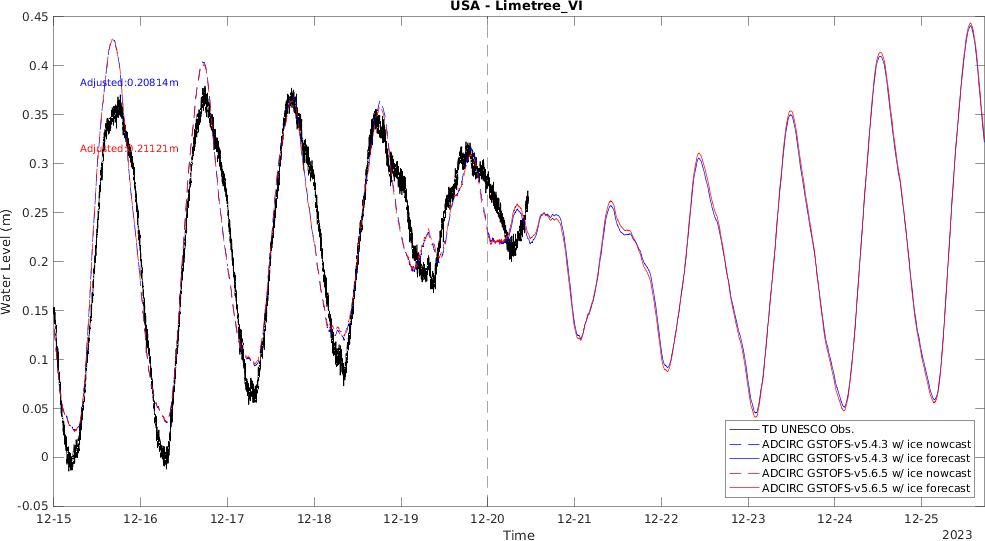 USA - Limetree_VI
0.45
0.4
0.35
0.3
0.25
0.2
0.15
0.1
0.05
0
-0.05
Water Level (m)
Adjusted:0.20814m
Adjusted:0.21121m
TD UNESCO Obs.
ADCIRC GSTOFS-v5.4.3 w/ ice nowcast
ADCIRC GSTOFS-v5.4.3 w/ ice forecast
ADCIRC GSTOFS-v5.6.5 w/ ice nowcast
ADCIRC GSTOFS-v5.6.5 w/ ice forecast
12-15 12-16 12-17 12-18 12-19 12-20 12-21 12-22 12-23 12-24 12-25
Time
2023